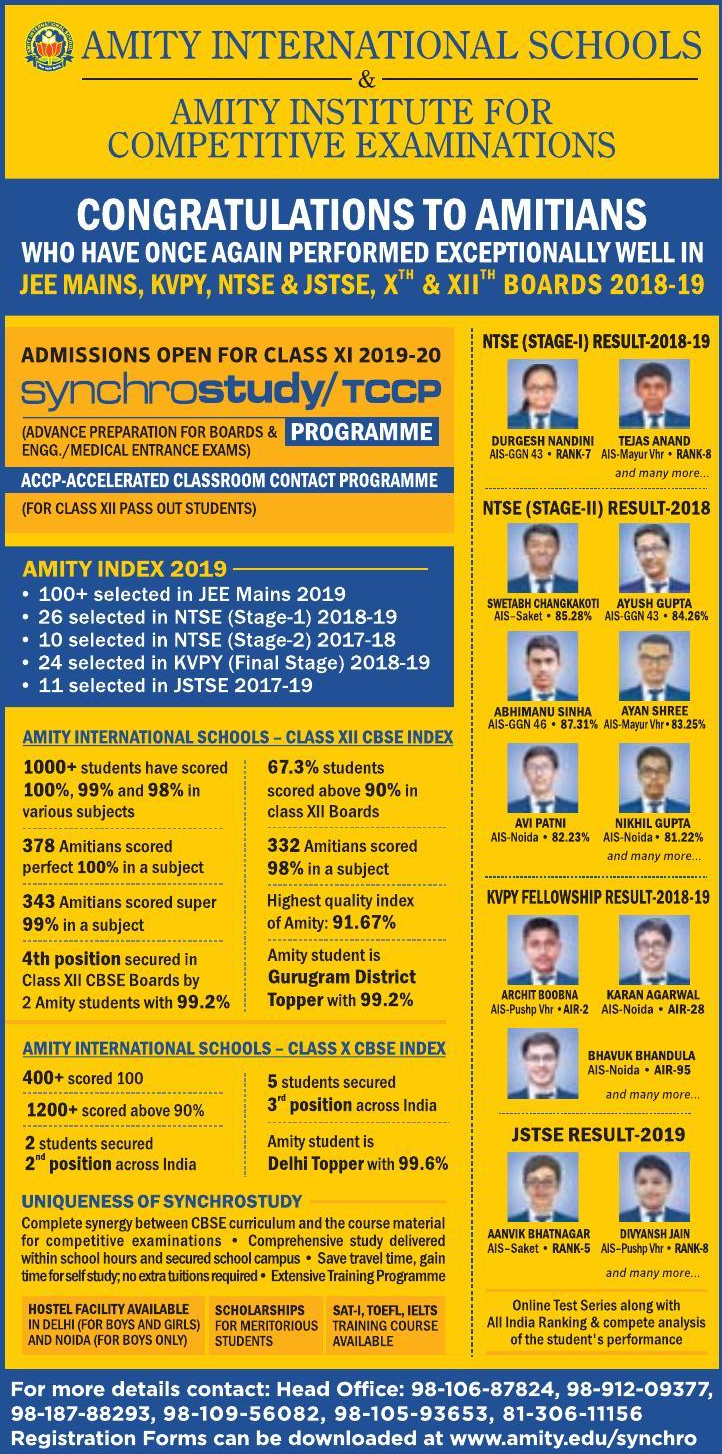 AMITY INTERNATIONAL SCHOOLS
&
AMITY INSTITUTE FOR
COMPETITIVE EXAMINATIONS
CONGRATULATIONS TO AMITIANS
WHO HAVE ONCE AGAIN PERFORMED EXCEPTIONALLY WELL IN
JEE MAINS, KVPY, NTSE & JSTSE, XTH & XIITH BOARDS 2018-19
ADMISSIONS OPEN FOR CLASS XI 2019-20
synchrostudy/TCCP
(ADVANCE PREPARATION FOR BOARDS & PROGRAMME
ENGG./MEDICAL ENTRANCE EXAMS)
ACCP-ACCELERATED CLASSROOM CONTACT PROGRAMME
(FOR CLASS XII PASS OUT STUDENTS)
AMITY INDEX 2019
• 100+ selected in JEE Mains 2019
• 26 selected in NTSE (Stage-1) 2018-19
• 10 selected in NTSE (Stage-2) 2017-18
• 24 selected in KVPY (Final Stage) 2018-19
• 11 selected in JSTSE 2017-19
AMITY INTERNATIONAL SCHOOLS – CLASS XII CBSE INDEX
1000+ students have scored
100%, 99% and 98% in
various subjects
378 Amitians scored
perfect 100% in a subject
343 Amitians scored super
99% in a subject
4th position secured in
Class XII CBSE Boards by
2 Amity students with 99.2%
67.3% students
scored above 90% in
class XII Boards
332 Amitians scored
98% in a subject
Highest quality index
of Amity: 91.67%
Amity student is
Gurugram District
Topper with 99.2%
AMITY INTERNATIONAL SCHOOLS – CLASS X CBSE INDEX
400+ scored 100
1200+ scored above 90%
2 students secured
2nd position across India
5 students secured
3rd position across India
Amity student is
Delhi Topper with 99.6%
UNIQUENESS OF SYNCHROSTUDY
Complete synergy between CBSE curriculum and the course material
for competitive examinations • Comprehensive study delivered
within school hours and secured school campus • Save travel time, gain
time for self study; no extra tuitions required • Extensive Training Programme
HOSTEL FACILITY AVAILABLE
IN DELHI (FOR BOYS AND GIRLS)
AND NOIDA (FOR BOYS ONLY)
SCHOLARSHIPS
FOR MERITORIOUS
STUDENTS
SAT-I, TOEFL, IELTS
TRAINING COURSE
AVAILABLE
NTSE (STAGE-I) RESULT-2018-19
DURGESH NANDINI
AIS-GGN 43 • RANK-7
TEJAS ANAND
AIS-Mayur Vhr • RANK-8
and many more...
NTSE (STAGE-II) RESULT-2018
SWETABH CHANGKAKOTI
AIS–Saket • 85.28%
AYUSH GUPTA
AIS-GGN 43 • 84.26%
ABHIMANU SINHA
AIS-GGN 46 • 87.31%
AYAN SHREE
AIS-Mayur Vhr • 83.25%
AVI PATNI
AIS-Noida • 82.23%
NIKHIL GUPTA
AIS-Noida • 81.22%
and many more...
KVPY FELLOWSHIP RESULT-2018-19
ARCHIT BOOBNA
AIS-Pushp Vhr • AIR-2
KARAN AGARWAL
AIS-Noida • AIR-28
BHAVUK BHANDULA
AIS-Noida • AIR-95
and many more...
JSTSE RESULT-2019
AANVIK BHATNAGAR
AIS–Saket • RANK-5
DIVYANSH JAIN
AIS–Pushp Vhr • RANK-8
and many more...
Online Test Series along with
All India Ranking & compete analysis
of the student's performance
For more details contact: Head Office: 98-106-87824, 98-912-09377,
98-187-88293, 98-109-56082, 98-105-93653, 81-306-11156
Registration Forms can be downloaded at www.amity.edu/synchro